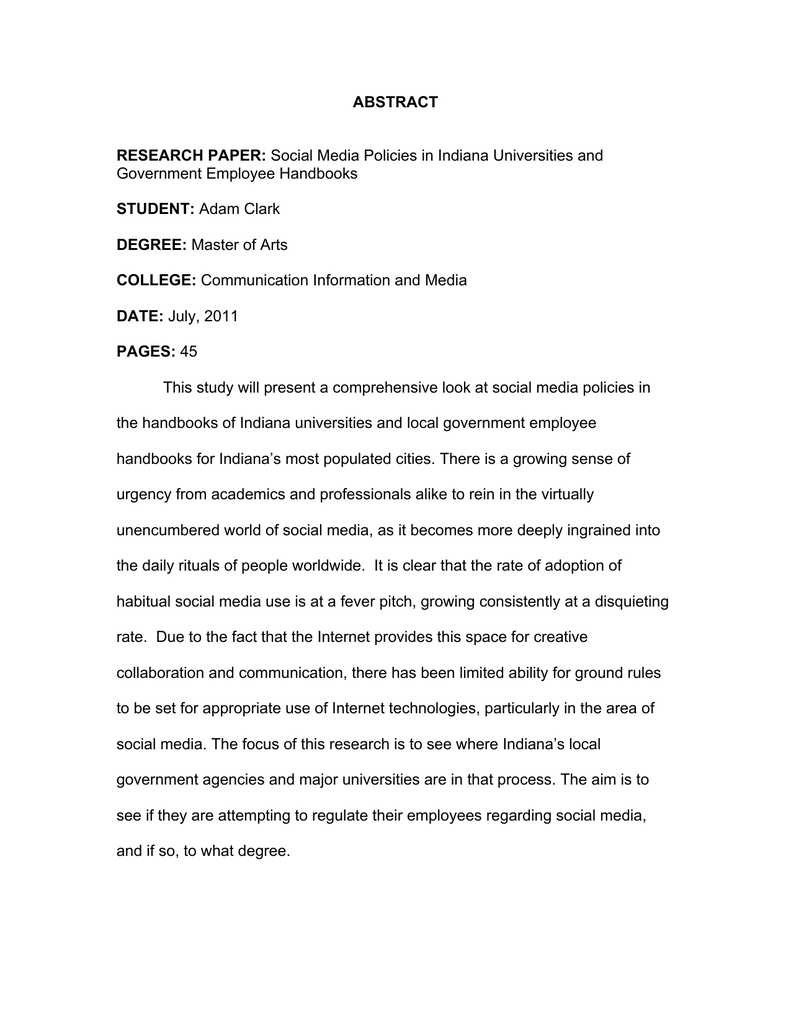 ABSTRACT
RESEARCH PAPER: Social Media Policies in Indiana Universities and
Government Employee Handbooks
STUDENT: Adam Clark
DEGREE: Master of Arts
COLLEGE: Communication Information and Media
DATE: July, 2011
PAGES: 45
This study will present a comprehensive look at social media policies in
the handbooks of Indiana universities and local government employee
handbooks for Indiana’s most populated cities. There is a growing sense of
urgency from academics and professionals alike to rein in the virtually
unencumbered world of social media, as it becomes more deeply ingrained into
the daily rituals of people worldwide.  It is clear that the rate of adoption of
habitual social media use is at a fever pitch, growing consistently at a disquieting
rate.  Due to the fact that the Internet provides this space for creative
collaboration and communication, there has been limited ability for ground rules
to be set for appropriate use of Internet technologies, particularly in the area of
social media. The focus of this research is to see where Indiana’s local
government agencies and major universities are in that process. The aim is to
see if they are attempting to regulate their employees regarding social media,
and if so, to what degree.